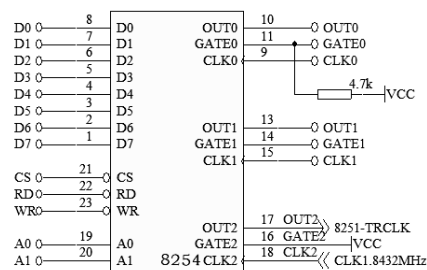 D0 8 D0 OUT0 10 OUT0
D1 7 D1 GATE0 11 GATE0
D2 6 D2 CLK0 9 CLK0
D3 5 D3
D4 4 D4 4.7k VCC
D5 3 D5
D6 2 D6 OUT1 13 OUT1
D7 1 D7 GATE1 14 GATE1
CLK1 15 CLK1
CS 21 CS
RD 22 RD
WR 23 WR
OUT2 17 OUT2 8251-TRCLK
A0 19 A0 GATE2 16 GATE2 VCC
A1 20 A1 8254 CLK2 18 CLK2 CLK1.8432MHz